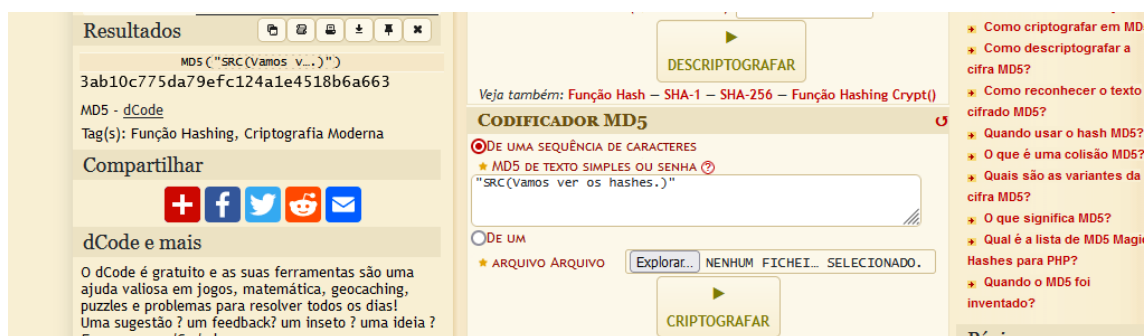 Resultados
MD5("SRC(Vamos v….)")
3ab10c775da79efc124a1e4518b6a663
MD5 - dCode
Tag(s): Função Hashing, Criptografia Moderna
Compartilhar
dCode e mais
O dCode é gratuito e as suas ferramentas são uma
ajuda valiosa em jogos, matemática, geocaching,
puzzles e problemas para resolver todos os dias!
Uma sugestão ? um feedback? um inseto ? uma ideia ?
DESCRIPTOGRAFAR
Veja também: Função Hash — SHA-1 — SHA-256 — Função Hashing Crypt()
CODIFICADOR MD5
DE UMA SEQUÊNCIA DE CARACTERES
MD5 DE TEXTO SIMPLES OU SENHA
"SRC(Vamos ver os hashes.)"
DE UM
ARQUIVO ARQUIVO Explorar... NENHUM FICHEI… SELECIONADO.
CRIPTOGRAFAR
Como criptografar em
Como descriptografar a
cifra MD5?
Como reconhecer o texto
cifrado MD5?
Quando usar o hash MD5?
O que é uma colisão MD5?
Quais são as variantes da
cifra MD5?
O que significa MD5?
Qual é a lista de MD5
Hashes para PHP?
Quando o MD5 foi
inventado?